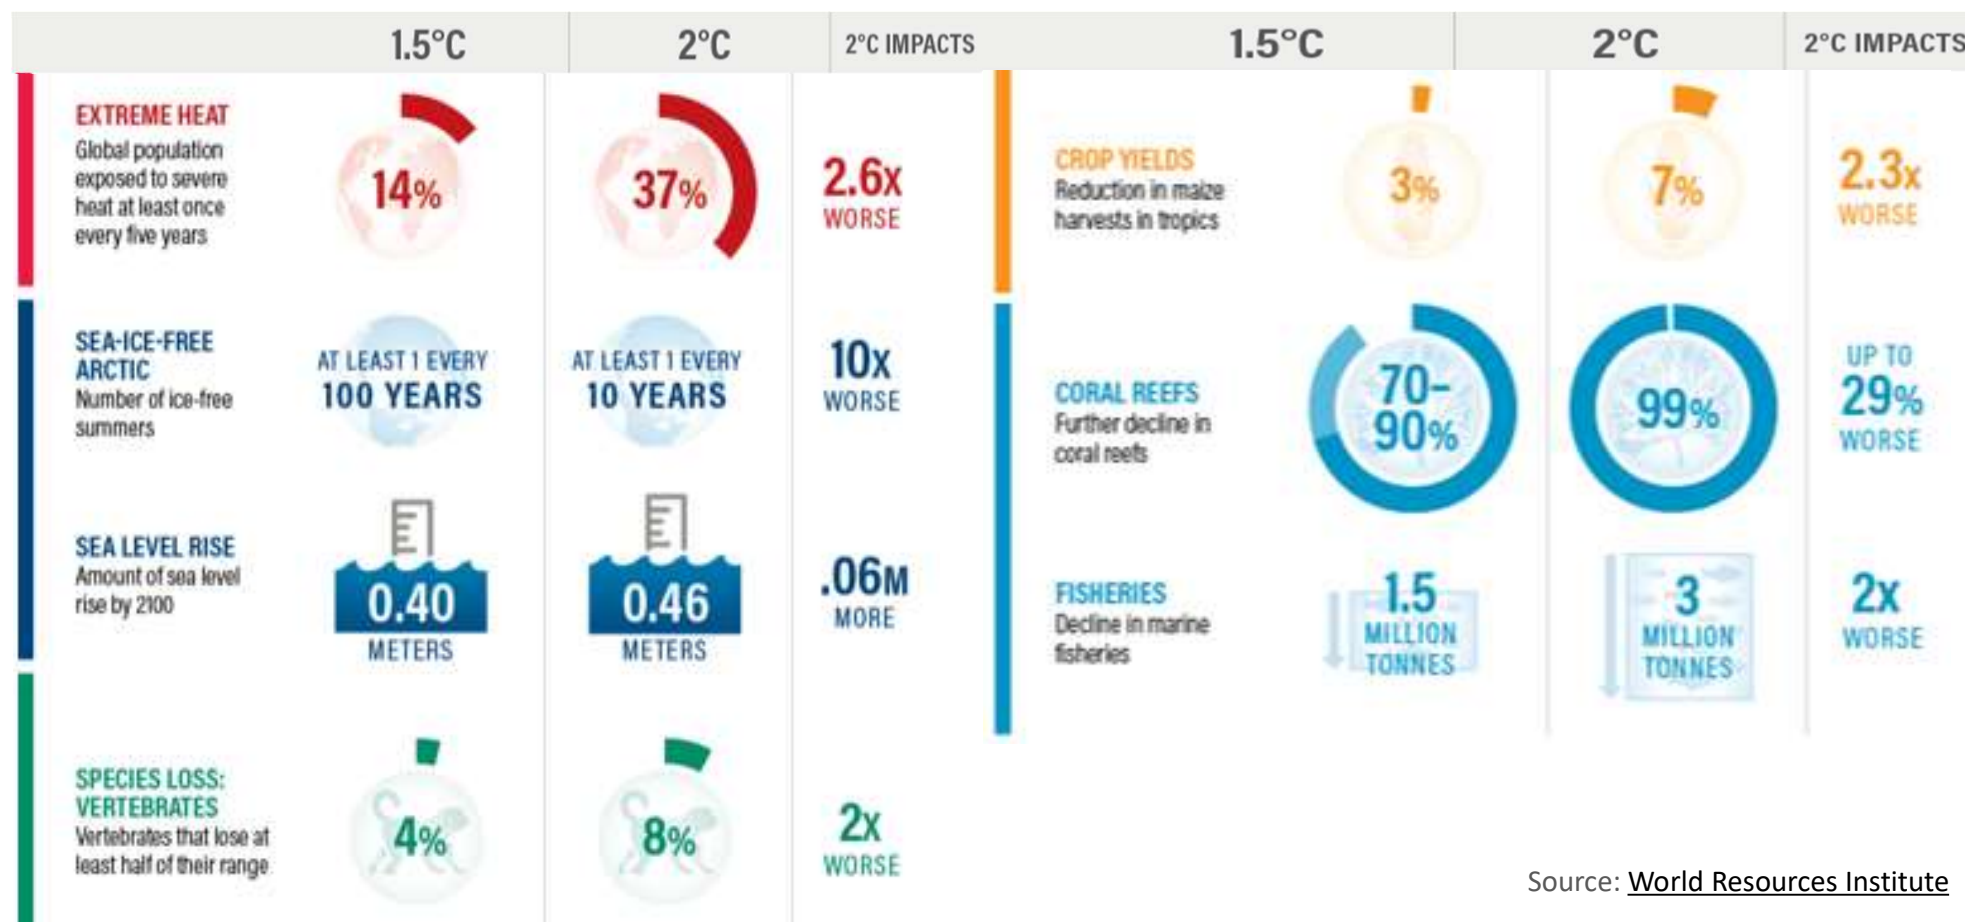 1.5°C 2°C 2°C IMPACTS 1.5°C 2°C 2°C IMPACTS
EXTREME HEAT
Global population
exposed to severe
heat at least once
every five years
14%
37%
2.6x
WORSE
SEA-ICE-FREE
ARCTIC
Number of ice-free
summers
AT LEAST 1 EVERY
100 YEARS
AT LEAST 1 EVERY
10 YEARS
10x
WORSE
SEA LEVEL RISE
Amount of sea level
rise by 2100
0.40
METERS
0.46
METERS
.06M
MORE
SPECIES LOSS:
VERTEBRATES
Vertebrates that lose at
least half of their range
4%
8%
2x
WORSE
CROP YIELDS
Reduction in maize
harvests in tropics
3%
7%
2.3x
WORSE
CORAL REEFS
Further decline in
coral reefs
70–
90%
99%
UP TO
29%
WORSE
FISHERIES
Decline in marine
fisheries
1.5
MILLION
TONNES
3
MILLION
TONNES
2x
WORSE
Source: World Resources Institute